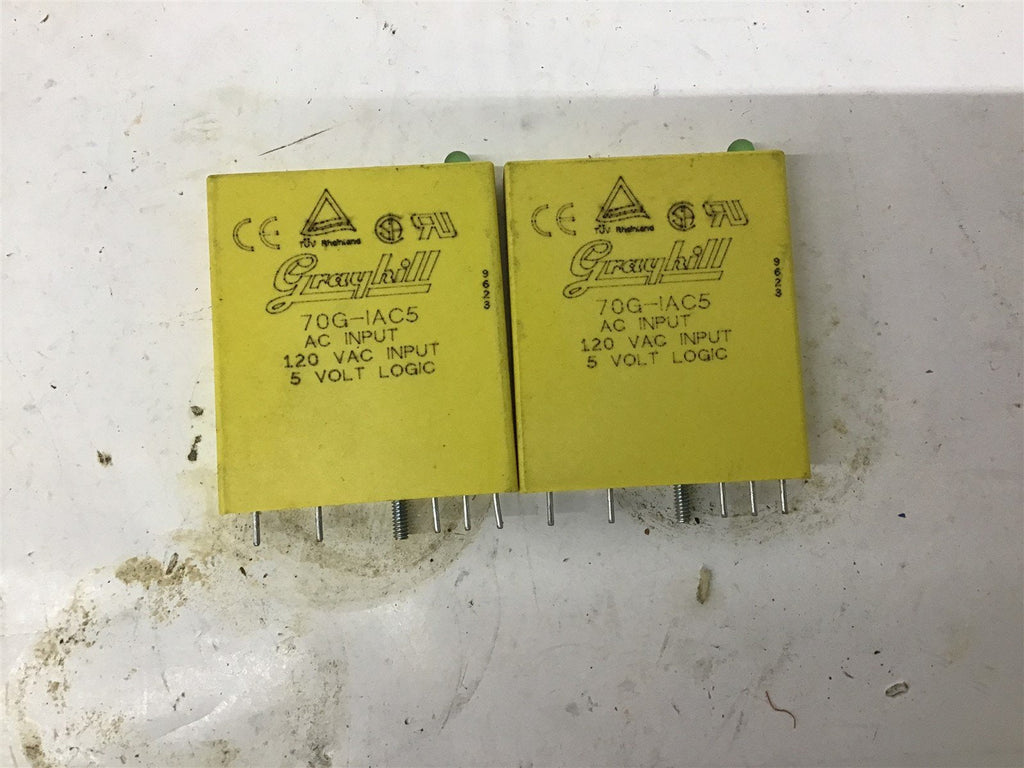 CE TÜV Rheinland
Grayhill
9623
70G-IAC5
AC INPUT
120 VAC INPUT
5 VOLT LOGIC
CE TÜV Rheinland
Grayhill
9623
70G-IAC5
AC INPUT
120 VAC INPUT
5 VOLT LOGIC